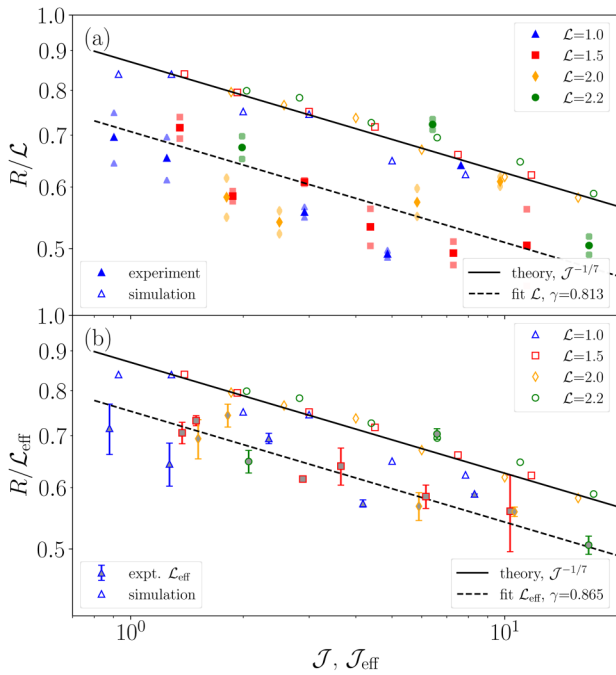 1.0
(a)
0.9
0.8
0.7
0.6
0.5
R/ℒ
ℒ=1.0
ℒ=1.5
ℒ=2.0
ℒ=2.2
experiment
simulation
theory, 𝒥^{-1/7}
fit ℒ, γ=0.813
1.0
(b)
0.9
0.8
0.7
0.6
0.5
R/ℒ_eff
ℒ=1.0
ℒ=1.5
ℒ=2.0
ℒ=2.2
expt. ℒ_eff
simulation
theory, 𝒥^{-1/7}
fit ℒ_eff, γ=0.865
10^0
10^1
𝒥, 𝒥_eff